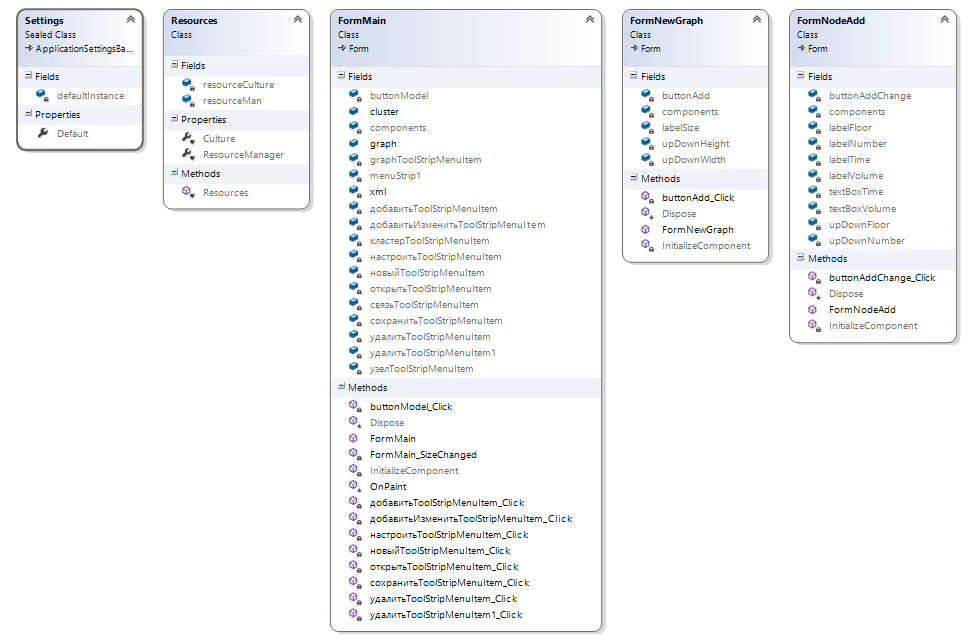 Settings
Sealed Class
ApplicationSettingsBa...
Fields
defaultInstance
Properties
Default
Resources
Class
Fields
resourceCulture
resourceMan
Properties
Culture
ResourceManager
Methods
Resources
FormMain
Class
Form
Fields
buttonModel
cluster
components
graph
graphToolStripMenuItem
menuStrip1
xml
добавитьToolStripMenuItem
добавитьИзменитьToolStripMenuItem
кластерToolStripMenuItem
настроитьToolStripMenuItem
новыйToolStripMenuItem
открытьToolStripMenuItem
связьToolStripMenuItem
сохранитьToolStripMenuItem
удалитьToolStripMenuItem
удалитьToolStripMenuItem1
узелToolStripMenuItem
Methods
buttonModel_Click
Dispose
FormMain
FormMain_SizeChanged
InitializeComponent
OnPaint
добавитьToolStripMenuItem_Click
добавитьИзменитьToolStripMenuItem_Click
настроитьToolStripMenuItem_Click
новыйToolStripMenuItem_Click
открытьToolStripMenuItem_Click
сохранитьToolStripMenuItem_Click
удалитьToolStripMenuItem_Click
удалитьToolStripMenuItem1_Click
FormNewGraph
Class
Form
Fields
buttonAdd
components
labelSize
upDownHeight
upDownWidth
Methods
buttonAdd_Click
Dispose
FormNewGraph
InitializeComponent
FormNodeAdd
Class
Form
Fields
buttonAddChange
components
labelFloor
labelNumber
labelTime
labelVolume
textBoxTime
textBoxVolume
upDownFloor
upDownNumber
Methods
buttonAddChange_Click
Dispose
FormNodeAdd
InitializeComponent